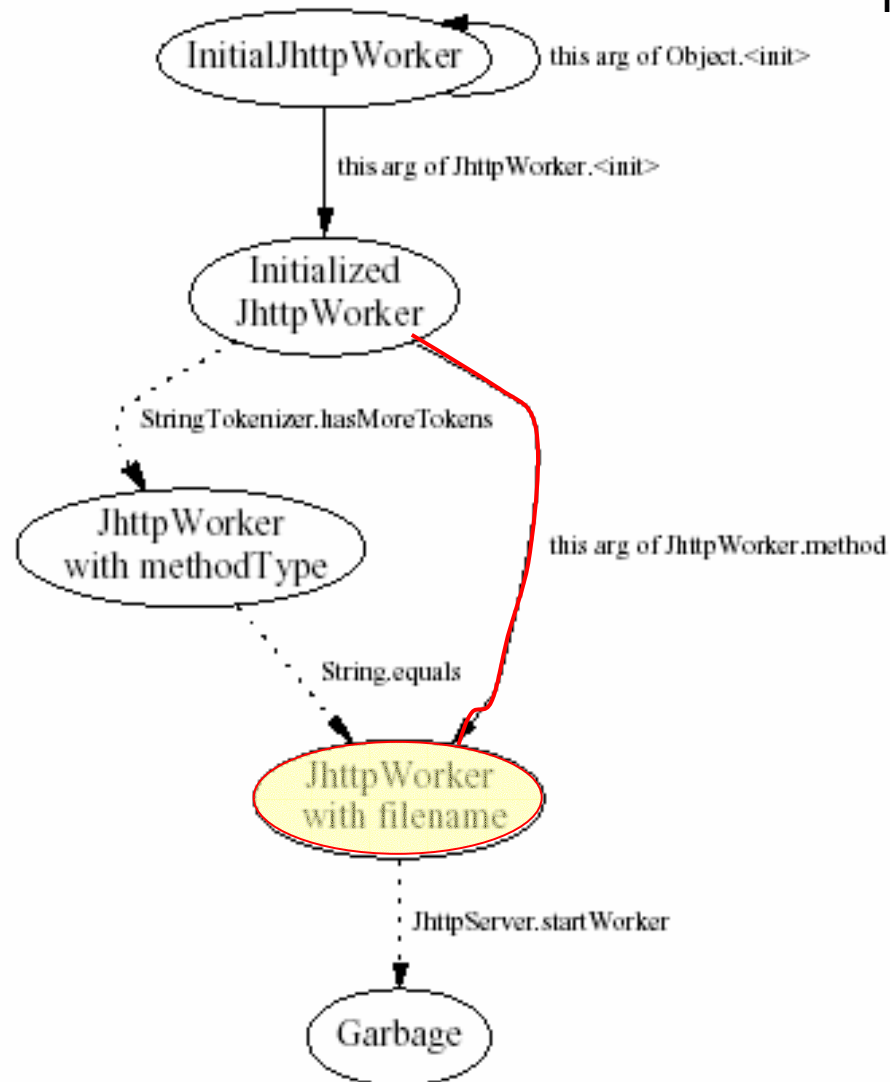 InitialJhttpWorker
this arg of Object.<init>
this arg of JhttpWorker.<init>
Initialized
JhttpWorker
StringTokenizer.hasMoreTokens
JhttpWorker
with methodType
this arg of JhttpWorker.method
String.equals
JhttpWorker
with filename
JhttpServer.startWorker
Garbage